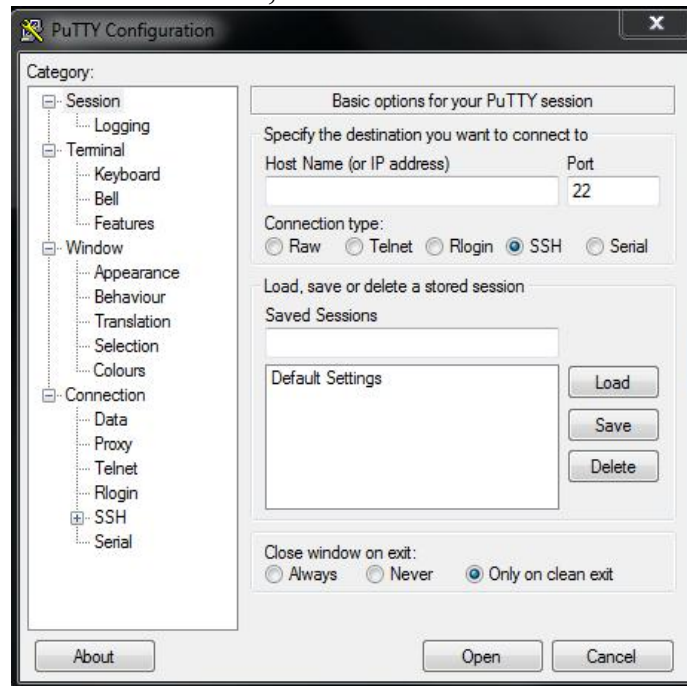 PuTTY Configuration
X
Category:
Session
Logging
Terminal
Keyboard
Bell
Features
Window
Appearance
Behaviour
Translation
Selection
Colours
Connection
Data
Proxy
Telnet
Rlogin
SSH
Serial
Basic options for your PuTTY session
Specify the destination you want to connect to
Host Name (or IP address) Port
22
Connection type:
Raw Telnet Rlogin SSH Serial
Load, save or delete a stored session
Saved Sessions
Default Settings
Load
Save
Delete
Close window on exit:
Always Never Only on clean exit
About Open Cancel